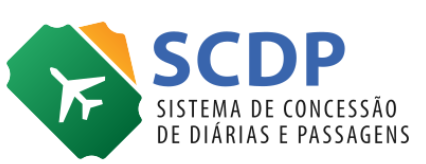 SCDP
SISTEMA DE CONCESSÃO
DE DIÁRIAS E PASSAGENS